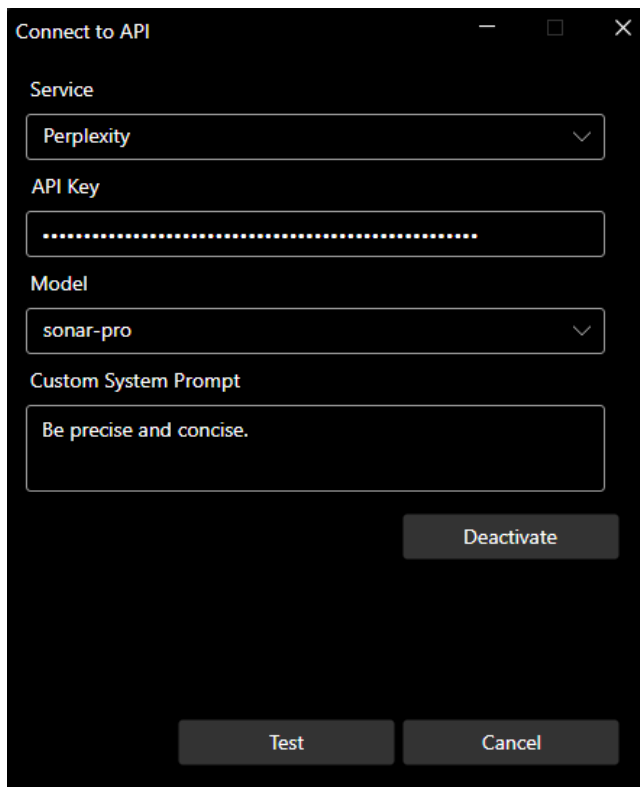 Connect to API
Service
Perplexity
API Key
•••••••••••••••••••••••••••••••••••••••••••••••••••••
Model
sonar-pro
Custom System Prompt
Be precise and concise.
Deactivate
Test
Cancel